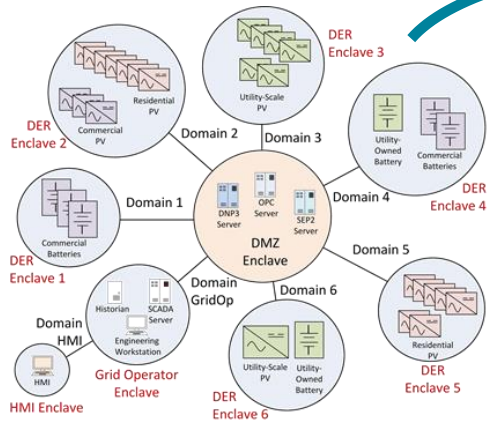 DER
Enclave 3
Utility-Scale
PV
Residential
PV
Commercial
PV
DER
Enclave 2
Domain 2
Domain 3
Utility-
Owned
Battery
Commercial
Batteries
DER
Enclave 4
Domain 4
DNP3
Server
OPC
Server
SEP2
Server
DMZ
Enclave
Domain 1
Commercial
Batteries
DER
Enclave 1
Domain 5
Residential
PV
DER
Enclave 5
Domain
GridOp
Domain 6
Historian
SCADA
Server
Engineering
Workstation
Grid Operator
Enclave
Domain
HMI
HMI
HMI Enclave
Utility-Scale
PV
Utility-
Owned
Battery
DER
Enclave 6